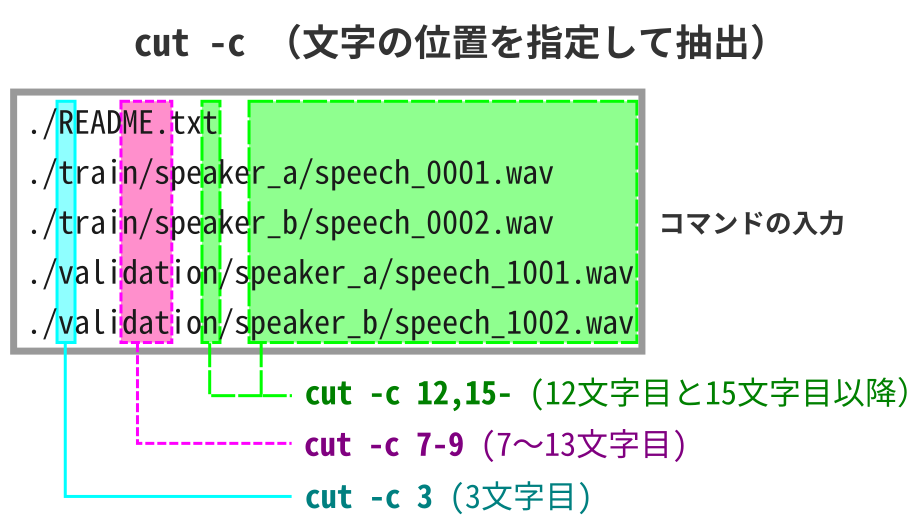 cut -c （文字の位置を指定して抽出）
./README.txt
./train/speaker_a/speech_0001.wav
./train/speaker_b/speech_0002.wav
./validation/speaker_a/speech_1001.wav
./validation/speaker_b/speech_1002.wav
コマンドの入力
cut -c 12,15- (12文字目と15文字目以降)
cut -c 7-9 (7～13文字目)
cut -c 3 (3文字目)